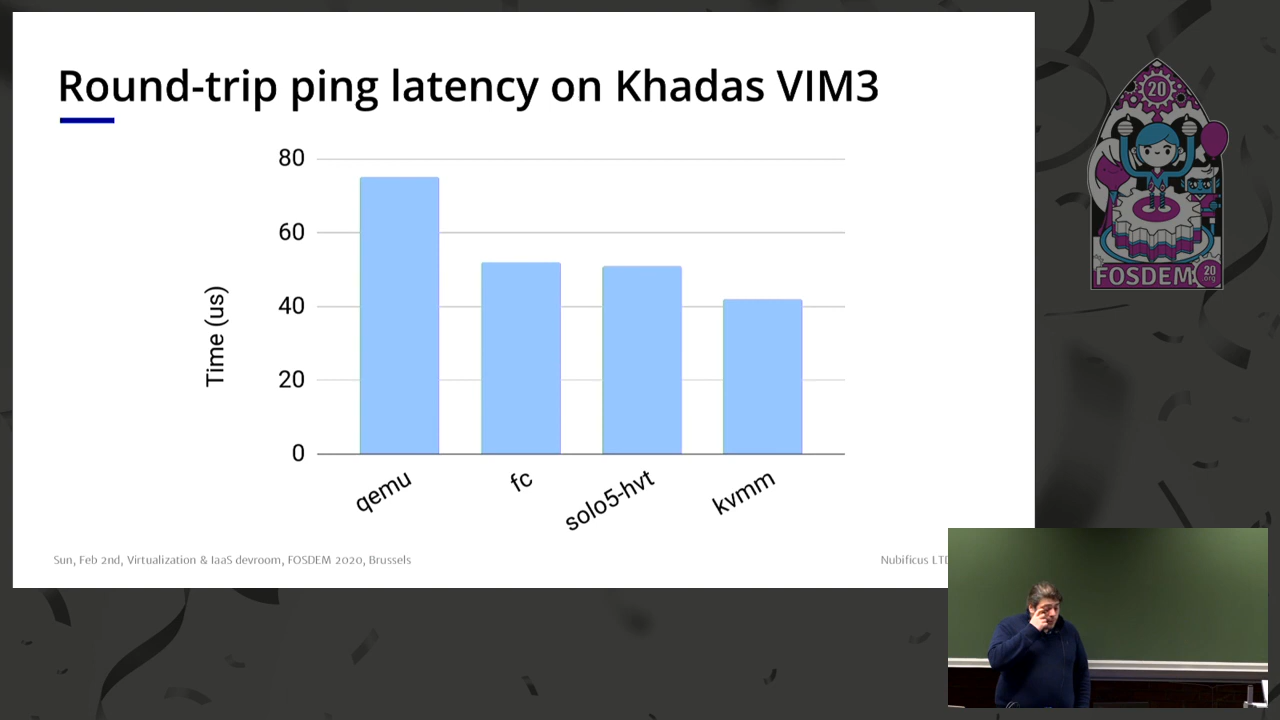 Round-trip ping latency on Khadas VIM3
80
60
40
20
0
Time (us)
qemu
fc
solo5-hvt
kvmm
Sun, Feb 2nd, Virtualization & IaaS devroom, FOSDEM 2020, Brussels
Nubificus
20
FOSDEM
20
.org